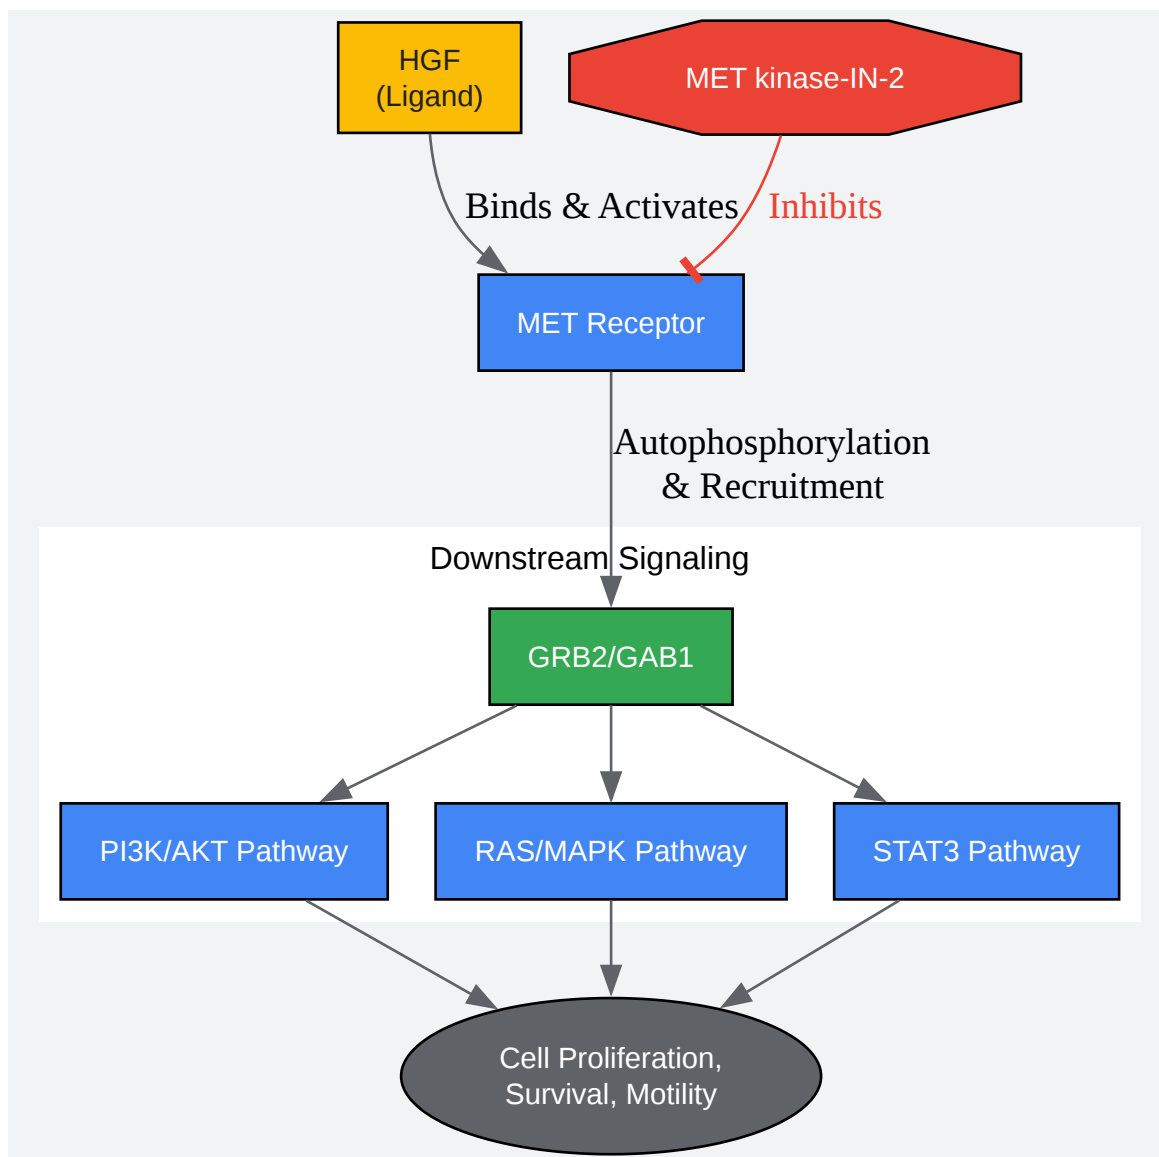 HGF
(Ligand)
MET kinase-IN-2
Binds & Activates
Inhibits
MET Receptor
Autophosphorylation
& Recruitment
Downstream Signaling
GRB2/GAB1
PI3K/AKT Pathway
RAS/MAPK Pathway
STAT3 Pathway
Cell Proliferation,
Survival, Motility